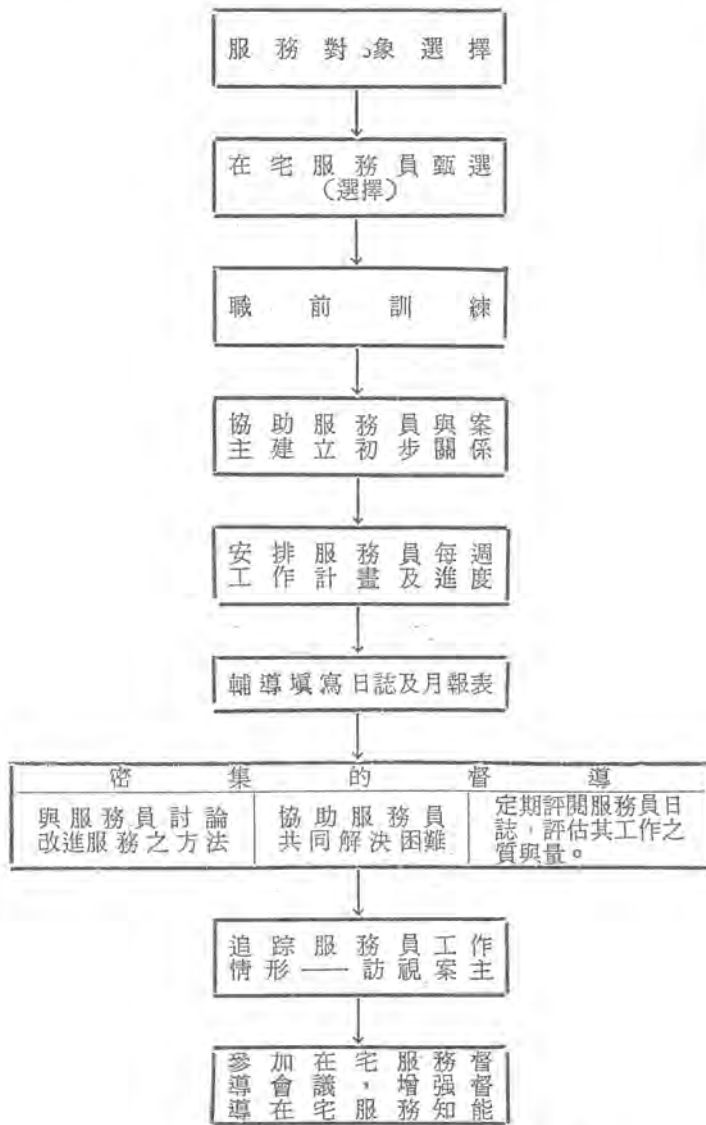 服務對象選擇
在宅服務員甄選
(選擇)
職前訓練
協助服務員與案
主建立初步關係
安排服務員每週
工作計畫及進度
輔導填寫日誌及月報表
密集的督導
與服務員討論
改進服務之方法
協助服務員
共同解決困難
定期評閱服務員日
誌，評估其工作之
質與量。
追踪服務員工作
情形——訪視案主
參加在宅服務督
導會議，增强督
導在宅服務知能